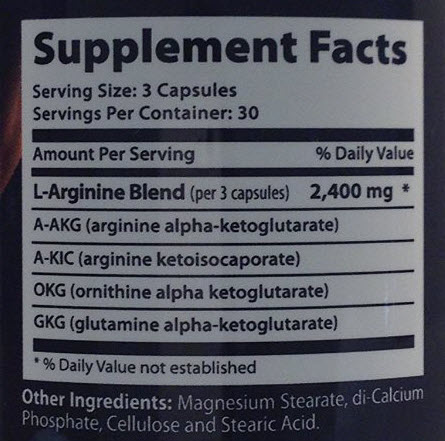 Supplement Facts
Serving Size: 3 Capsules
Servings Per Container: 30
Amount Per Serving % Daily Value
L-Arginine Blend (per 3 capsules) 2,400 mg *
A-AKG (arginine alpha-ketoglutarate)
A-KIC (arginine ketoisocaporate)
OKG (ornithine alpha ketoglutarate)
GKG (glutamine alpha-ketoglutarate)
* % Daily Value not established
Other Ingredients: Magnesium Stearate, di-Calcium
Phosphate, Cellulose and Stearic Acid.